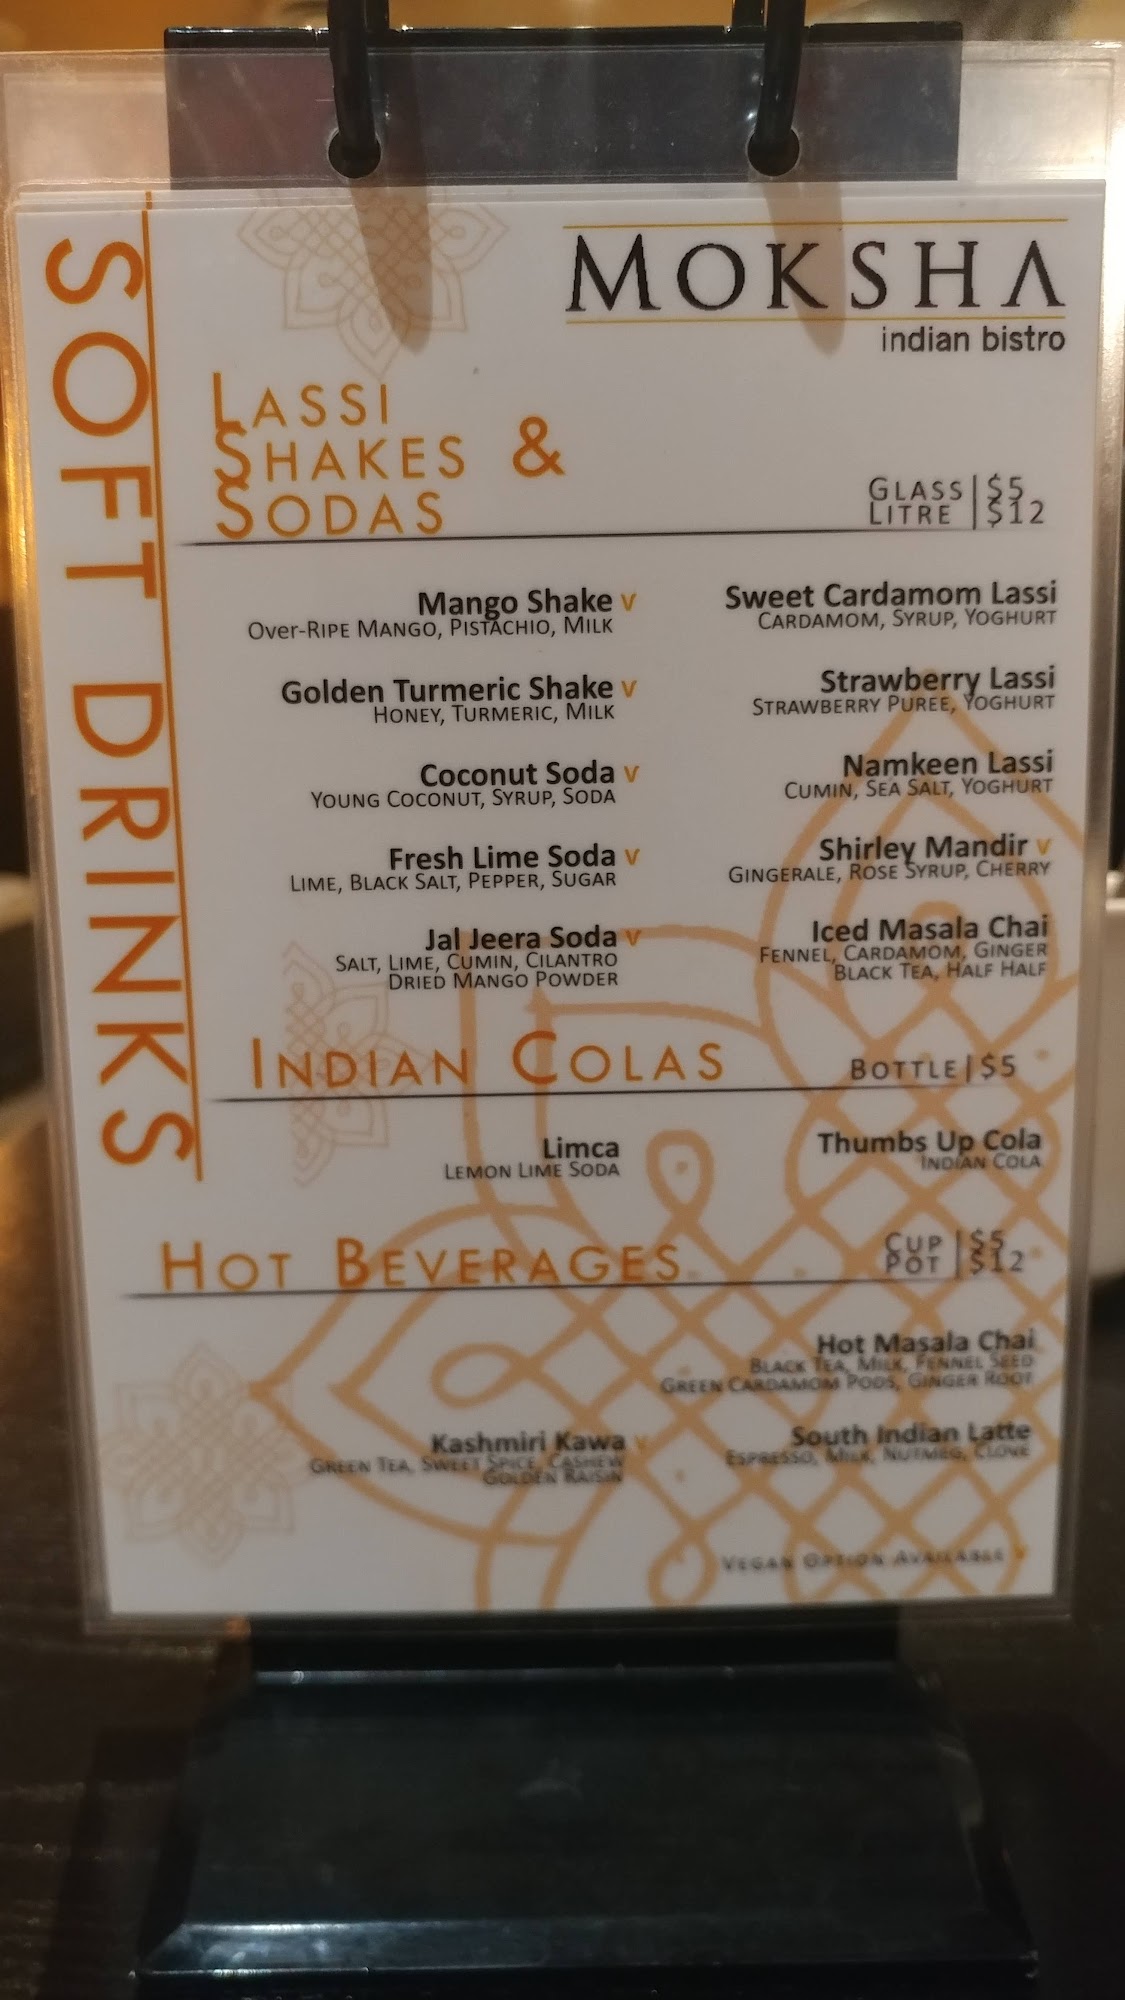 SOFT DRINKS
MOKSHA
indian bistro
LASSI
SHAKES &
SODAS
GLASS | $5
LITRE | $12
Mango Shake V
OVER-RIPE MANGO, PISTACHIO, MILK
Golden Turmeric Shake V
HONEY, TURMERIC, MILK
Coconut Soda V
YOUNG COCONUT, SYRUP, SODA
Fresh Lime Soda V
LIME, BLACK SALT, PEPPER, SUGAR
Jal Jeera Soda V
SALT, LIME, CUMIN, CILANTRO
DRIED MANGO POWDER
Sweet Cardamom Lassi
CARDAMOM, SYRUP, YOGHURT
Strawberry Lassi
STRAWBERRY PUREE, YOGHURT
Namkeen Lassi
CUMIN, SEA SALT, YOGHURT
Shirley Mandir V
GINGERALE, ROSE SYRUP, CHERRY
Iced Masala Chai
FENNEL, CARDAMOM, GINGER
BLACK TEA, HALF HALF
INDIAN COLAS
BOTTLE | $5
Limca
LEMON LIME SODA
Thumbs Up Cola
INDIAN COLA
HOT BEVERAGES
CUP | $5
POT | $12
Hot Masala Chai
BLACK TEA, MILK, FENNEL SEED
GREEN CARDAMOM PODS, GINGER ROOT
Kashmiri Kawa V
GREEN TEA, SWEET SPICE, CASHEW
GOLDEN RAISIN
South Indian Latte
ESPRESSO, MILK, NUTMEG, CLOVE
VEGAN OPTION AVAILABLE V